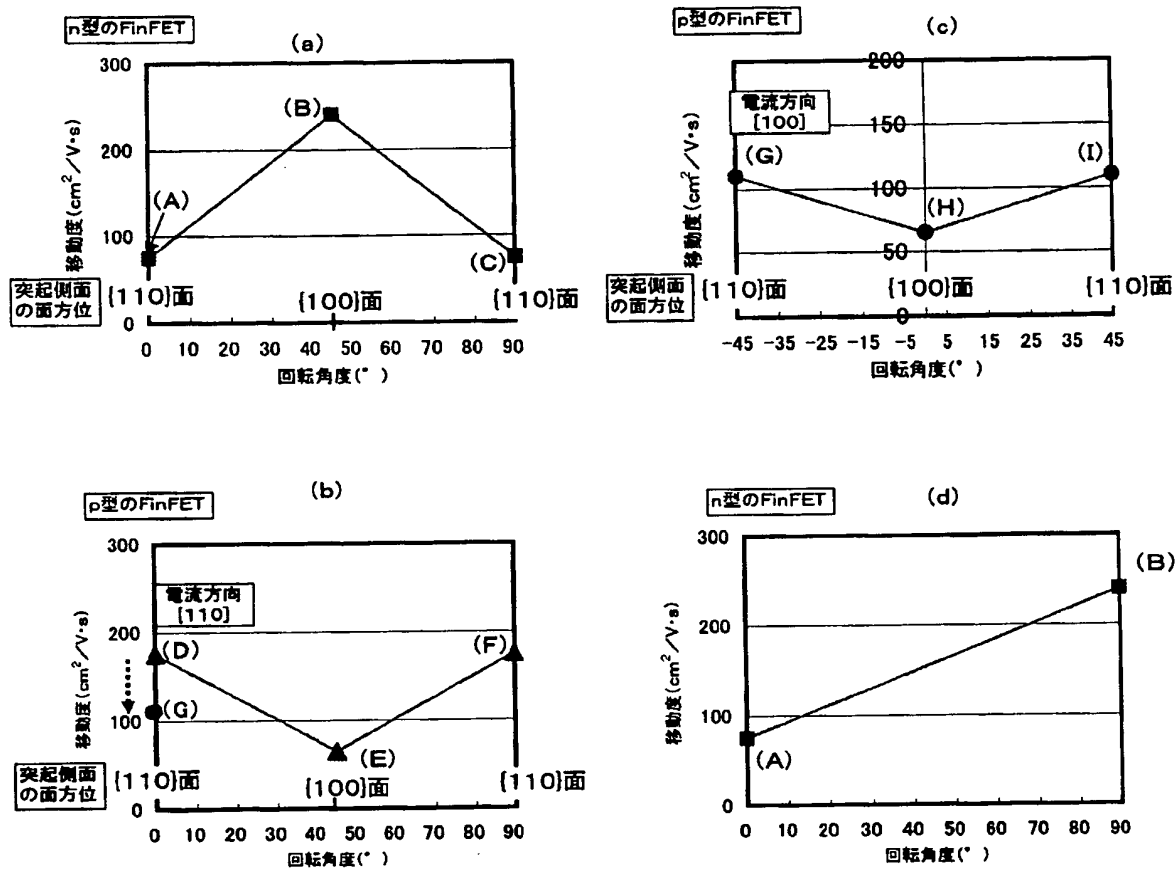 n型のFinFET
(a)
300
200
100
0
移動度(cm²/V・s)
(A)
(B)
(C)
突起側面
の面方位
{110}面
{100}面
{110}面
0 10 20 30 40 50 60 70 80 90
回転角度(°)
p型のFinFET
(c)
200
150
100
50
0
移動度(cm²/V・s)
電流方向
[100]
(G)
(H)
(I)
突起側面
の面方位
{110}面
{100}面
{110}面
-45 -35 -25 -15 -5 5 15 25 35 45
回転角度(°)
p型のFinFET
(b)
300
200
100
0
移動度(cm²/V・s)
電流方向
[110]
(D)
(G)
(E)
(F)
突起側面
の面方位
{110}面
{100}面
{110}面
0 10 20 30 40 50 60 70 80 90
回転角度(°)
n型のFinFET
(d)
300
200
100
0
移動度(cm²/V・s)
(A)
(B)
0 10 20 30 40 50 60 70 80 90
回転角度(°)